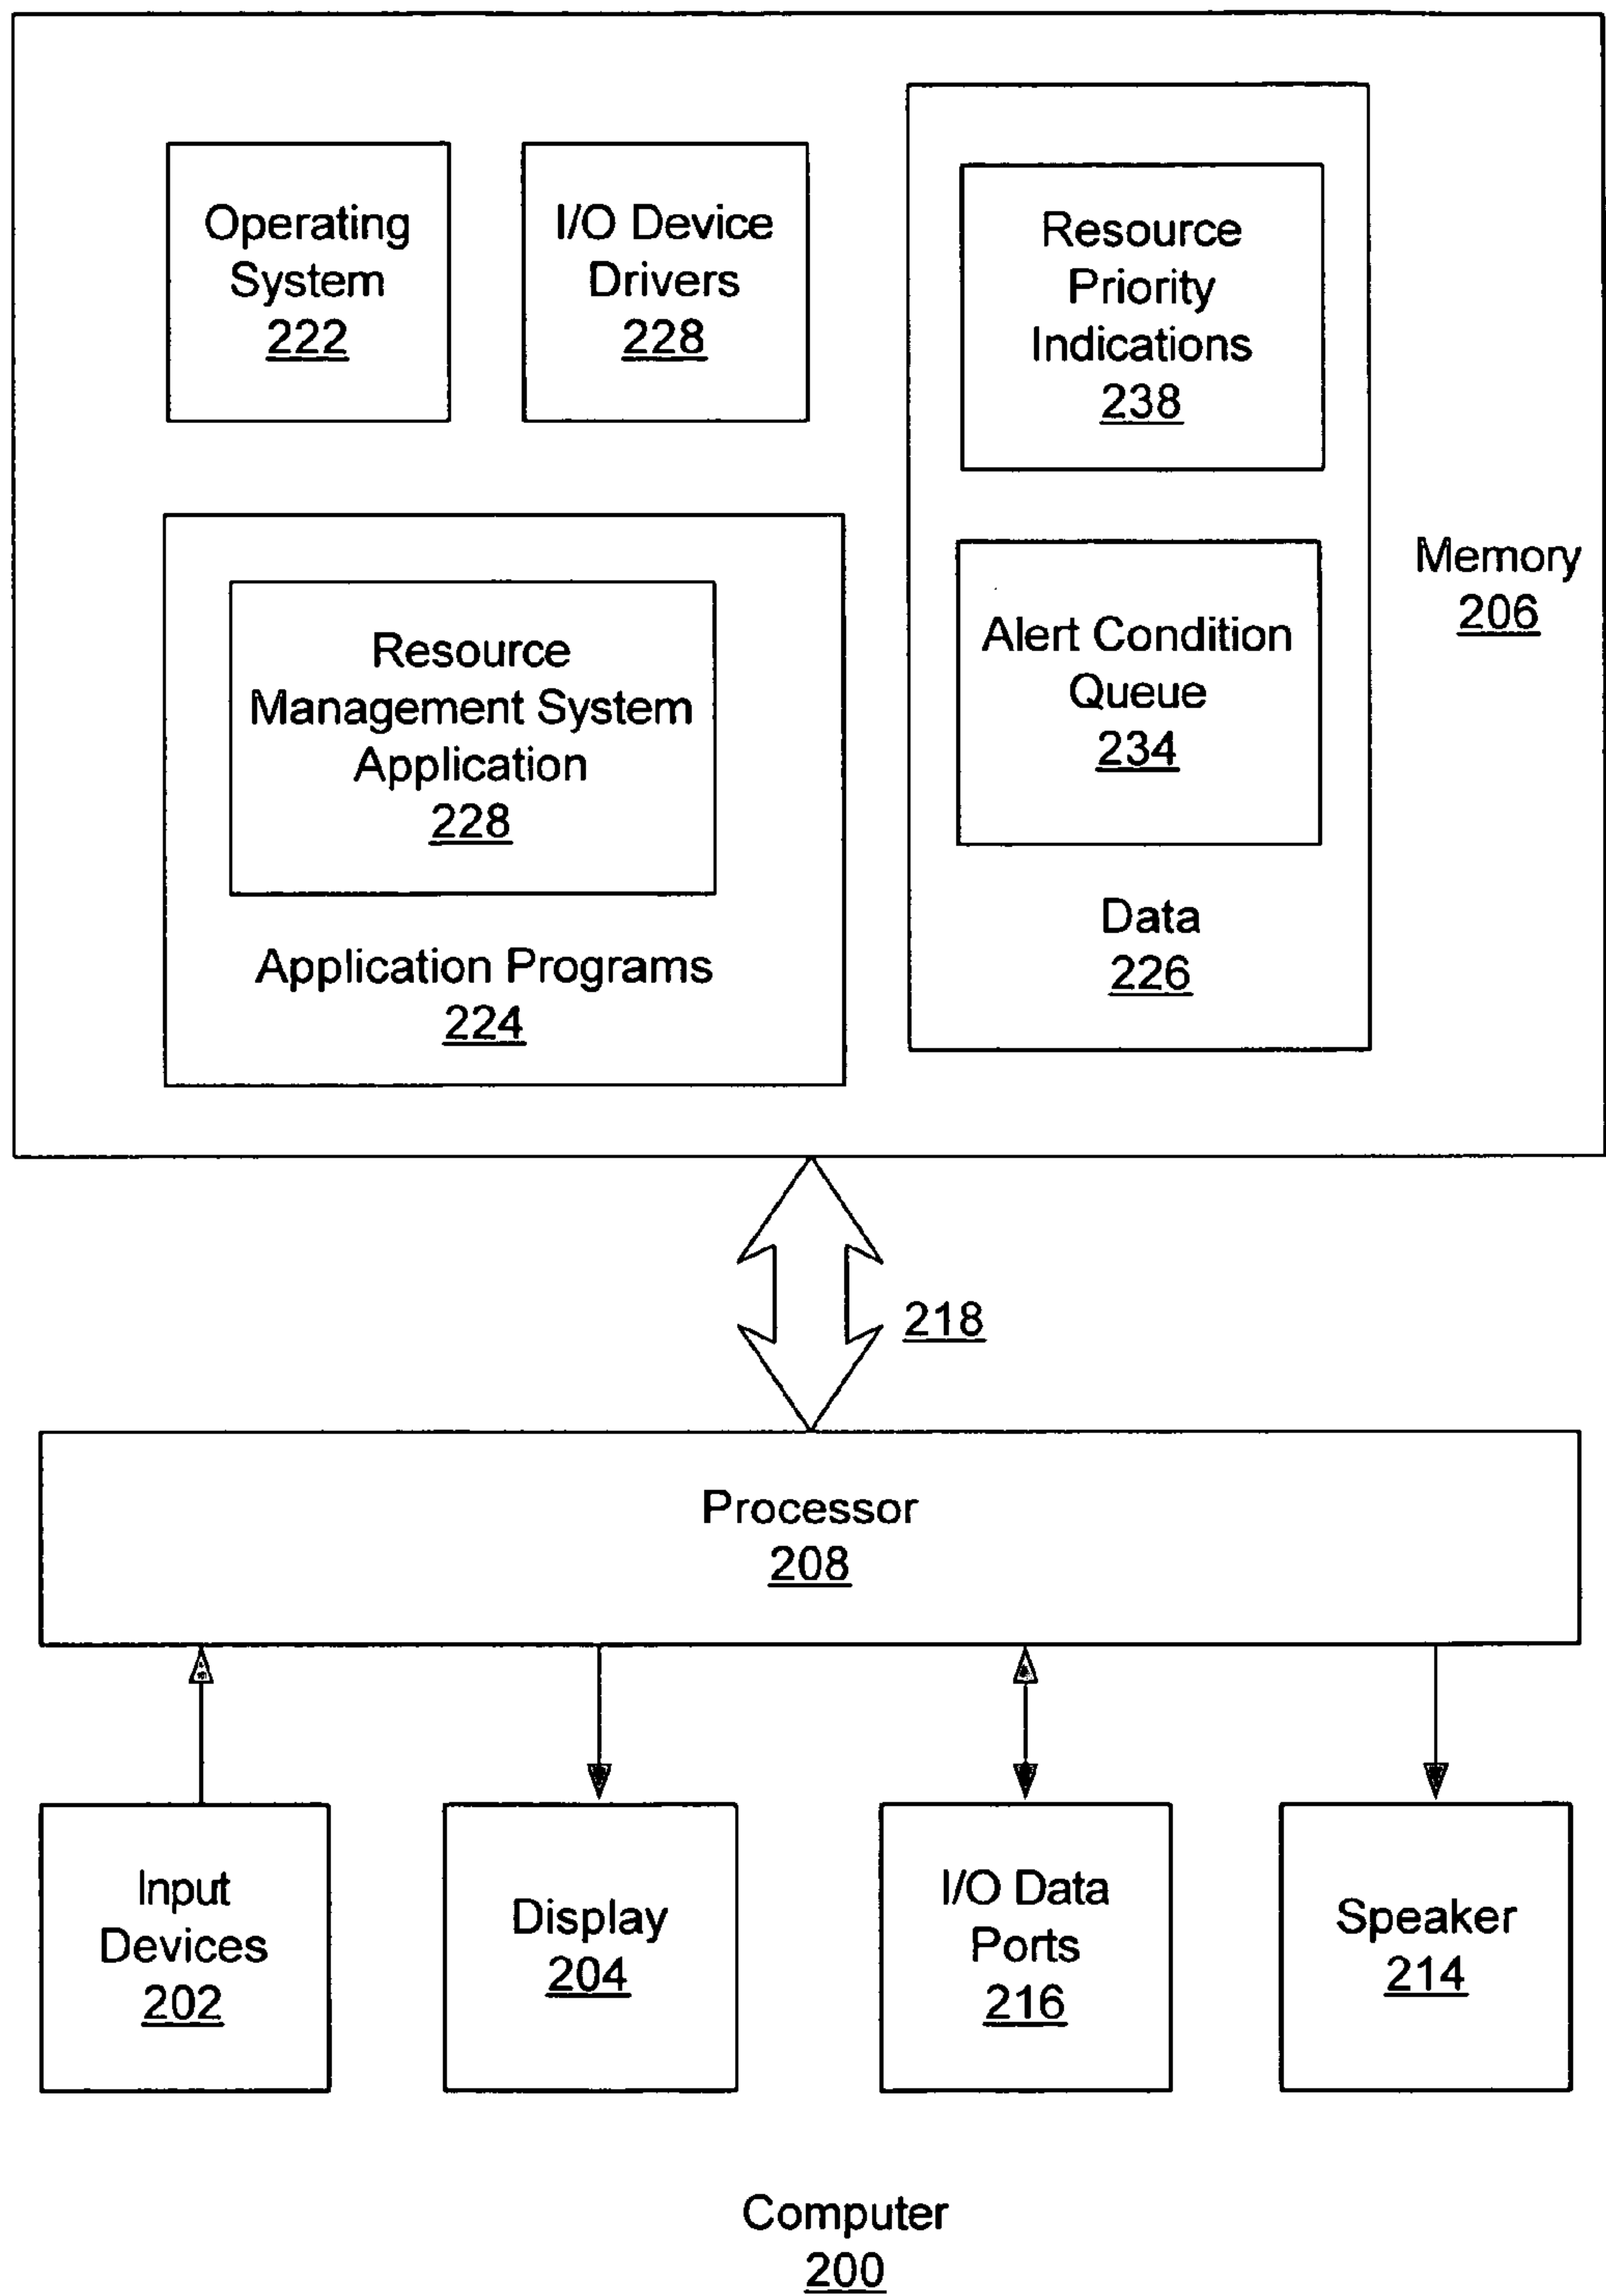 Operating
System
222
I/O Device
Drivers
228
Resource
Priority
Indications
238
Resource
Management System
Application
228
Application Programs
224
Alert Condition
Queue
234
Data
226
Memory
206
218
Processor
208
Input
Devices
202
Display
204
I/O Data
Ports
216
Speaker
214
Computer
200